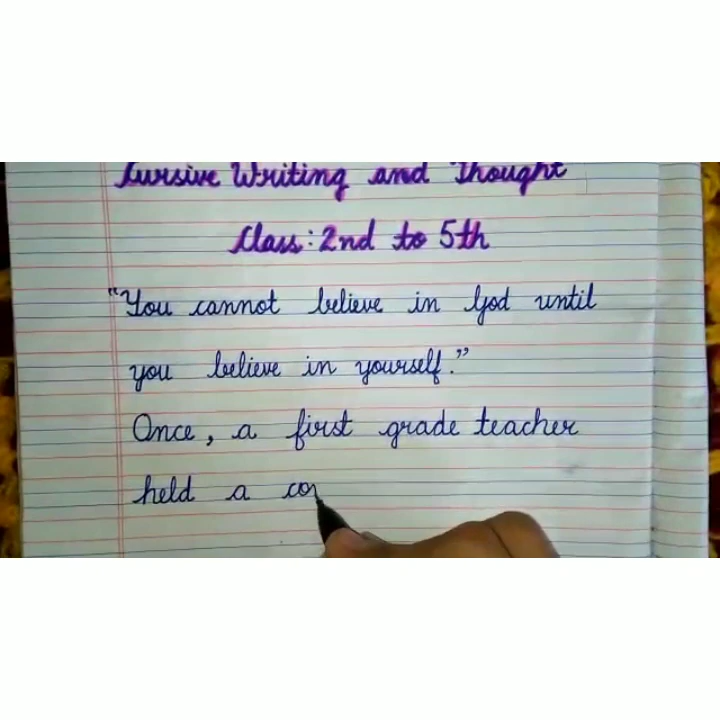 Cursive Writing and Thought
Class: 2nd to 5th
"You cannot believe in God until
you believe in yourself."
Once, a first grade teacher
held a